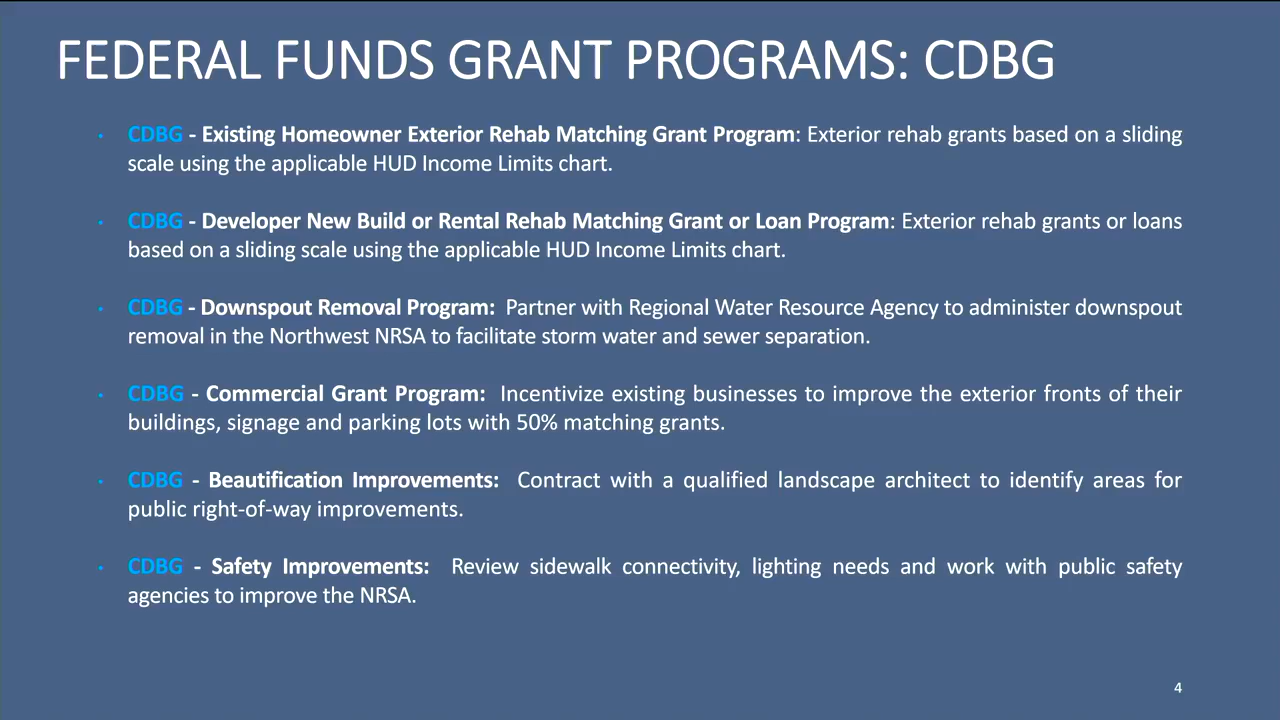 FEDERAL FUNDS GRANT PROGRAMS: CDBG
• CDBG - Existing Homeowner Exterior Rehab Matching Grant Program: Exterior rehab grants based on a sliding
scale using the applicable HUD Income Limits chart.
• CDBG - Developer New Build or Rental Rehab Matching Grant or Loan Program: Exterior rehab grants or loans
based on a sliding scale using the applicable HUD Income Limits chart.
• CDBG - Downspout Removal Program: Partner with Regional Water Resource Agency to administer downspout
removal in the Northwest NRSA to facilitate storm water and sewer separation.
• CDBG - Commercial Grant Program: Incentivize existing businesses to improve the exterior fronts of their
buildings, signage and parking lots with 50% matching grants.
• CDBG - Beautification Improvements: Contract with a qualified landscape architect to identify areas for
public right-of-way improvements.
• CDBG - Safety Improvements: Review sidewalk connectivity, lighting needs and work with public safety
agencies to improve the NRSA.
4